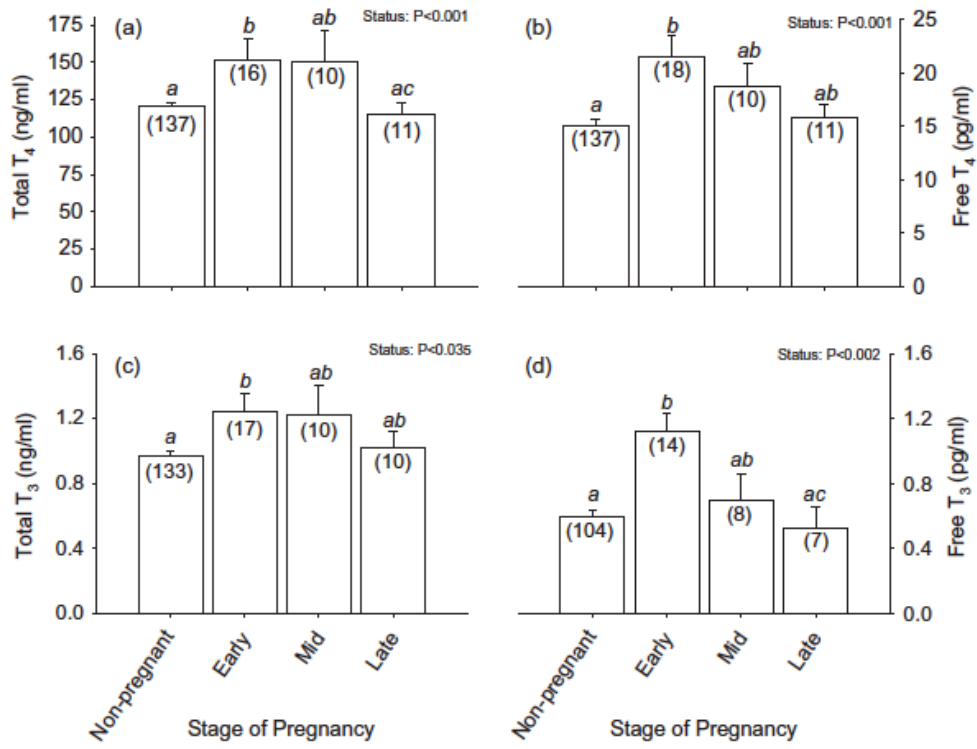 (a)
Status: P<0.001
Total T4 (ng/ml)
175
150
125
100
75
50
25
0
a
b
ab
ac
(137)
(16)
(10)
(11)
(b)
Status: P<0.001
Free T4 (pg/ml)
25
20
15
10
5
0
a
b
ab
ab
(137)
(18)
(10)
(11)
(c)
Status: P<0.035
Total T3 (ng/ml)
1.6
1.2
0.8
0.4
0.0
a
b
ab
ab
(133)
(17)
(10)
(10)
Non-pregnant
Early
Mid
Late
Stage of Pregnancy
(d)
Status: P<0.002
Free T3 (pg/ml)
1.6
1.2
0.8
0.4
0.0
a
b
ab
ac
(104)
(14)
(8)
(7)
Non-pregnant
Early
Mid
Late
Stage of Pregnancy